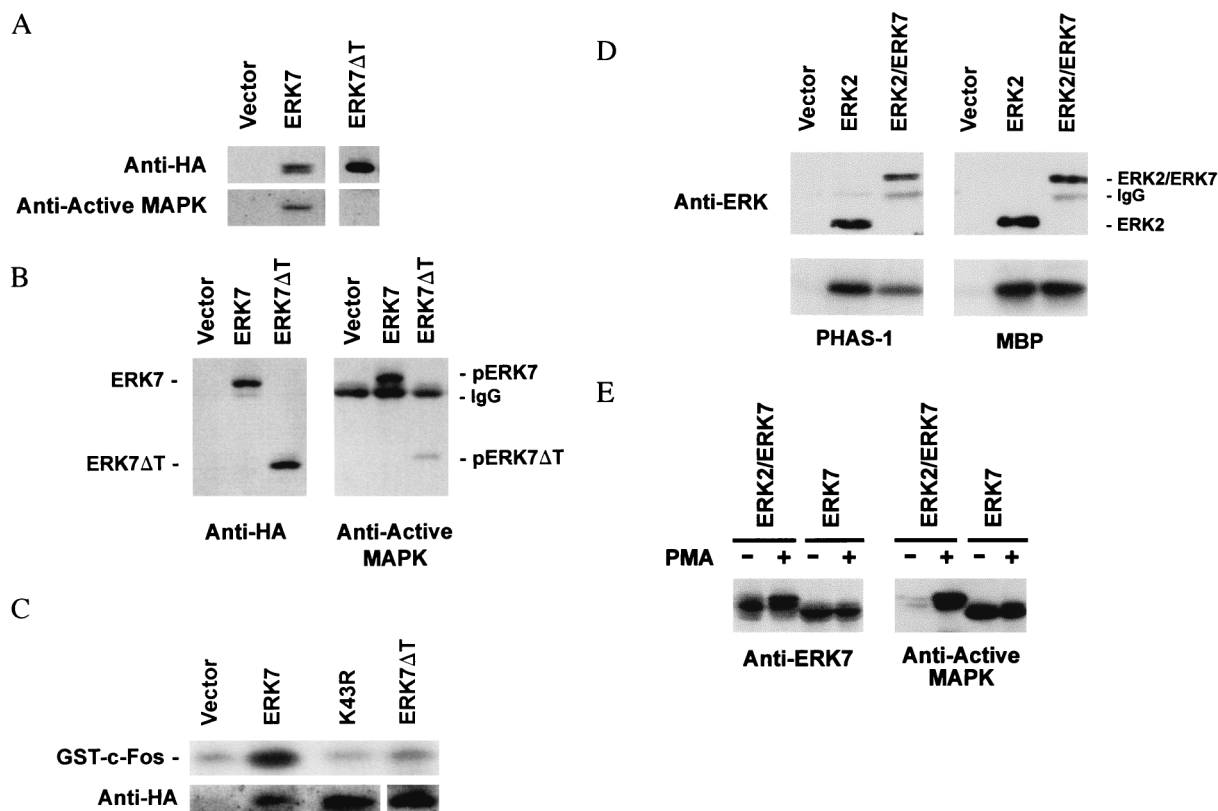 A
Vector
ERK7
ERK7ΔT
Anti-HA
Anti-Active MAPK
B
Vector
ERK7
ERK7ΔT
Vector
ERK7
ERK7ΔT
ERK7 -
ERK7ΔT -
- pERK7
- IgG
- pERK7ΔT
Anti-HA
Anti-Active
MAPK
C
Vector
ERK7
K43R
ERK7ΔT
GST-c-Fos -
Anti-HA
D
Vector
ERK2
ERK2/ERK7
Vector
ERK2
ERK2/ERK7
Anti-ERK
- ERK2/ERK7
- IgG
- ERK2
PHAS-1
MBP
E
ERK2/ERK7
ERK7
ERK2/ERK7
ERK7
PMA - + - + - + - +
Anti-ERK7
Anti-Active
MAPK